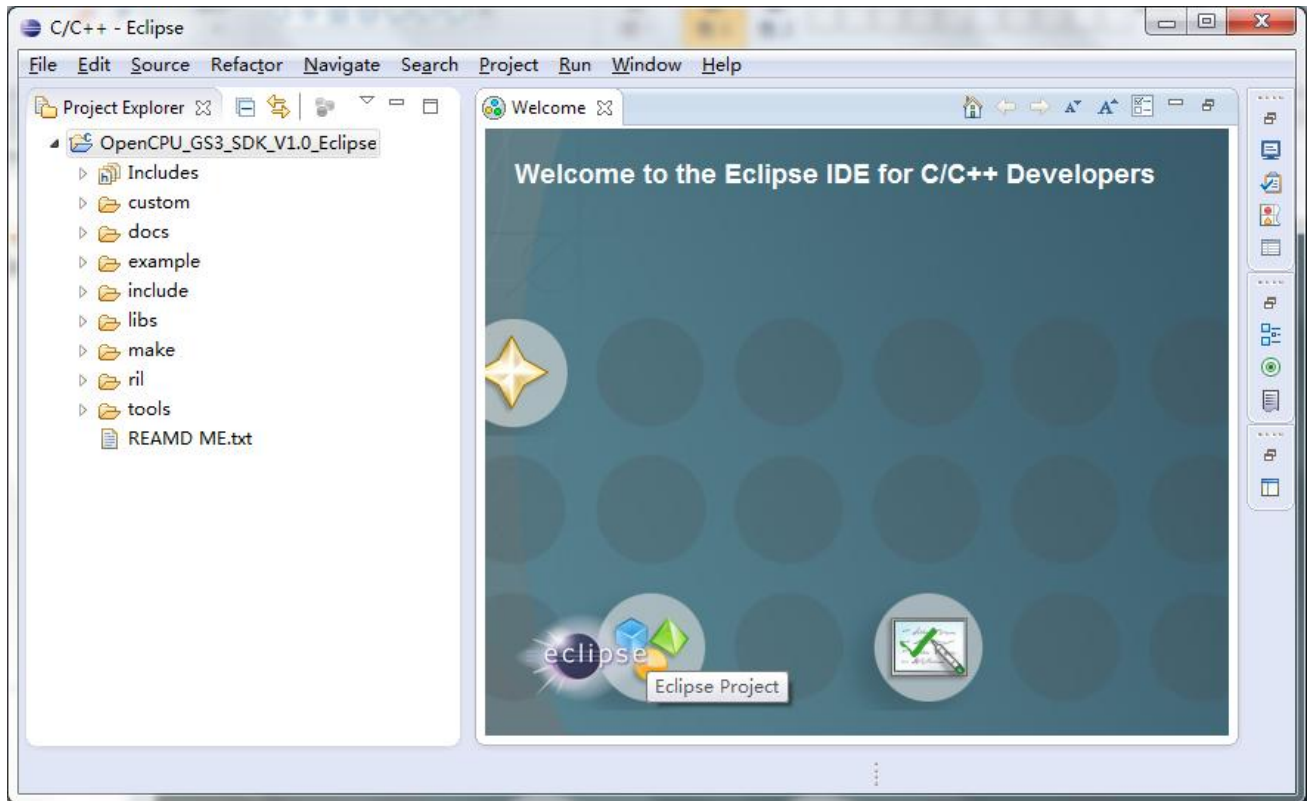 C/C++ - Eclipse
File Edit Source Refactor Navigate Search Project Run Window Help
Project Explorer
Welcome
OpenCPU_GS3_SDK_V1.0_Eclipse
Includes
custom
docs
example
include
libs
make
ril
tools
REAMD ME.txt
Welcome to the Eclipse IDE for C/C++ Developers
eclipse
Eclipse Project